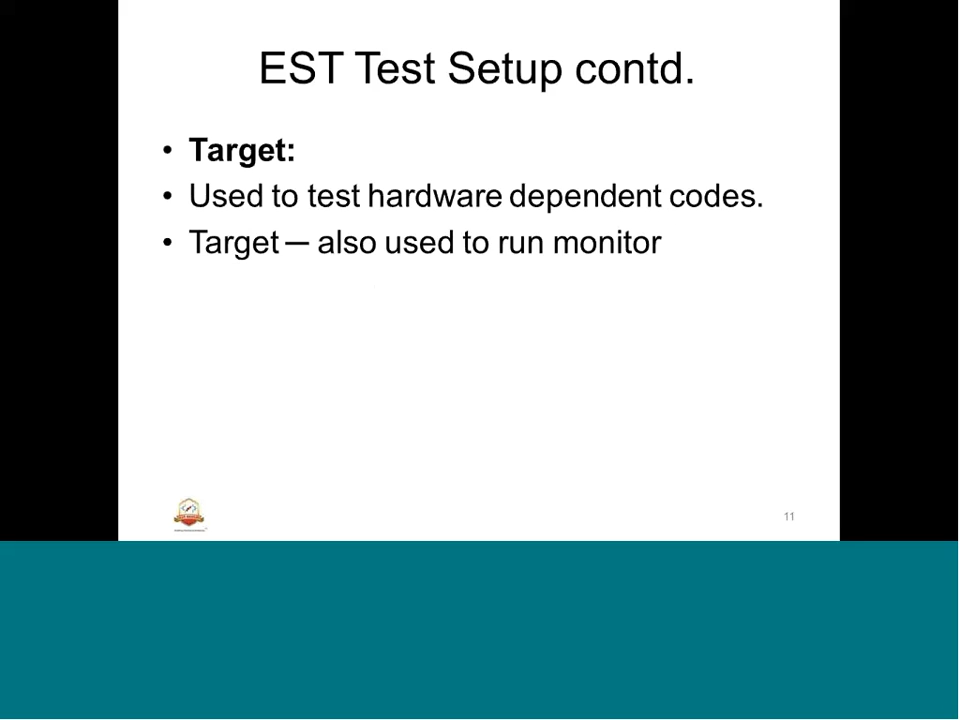 EST Test Setup contd.
• Target:
• Used to test hardware dependent codes.
• Target ─ also used to run monitor
11